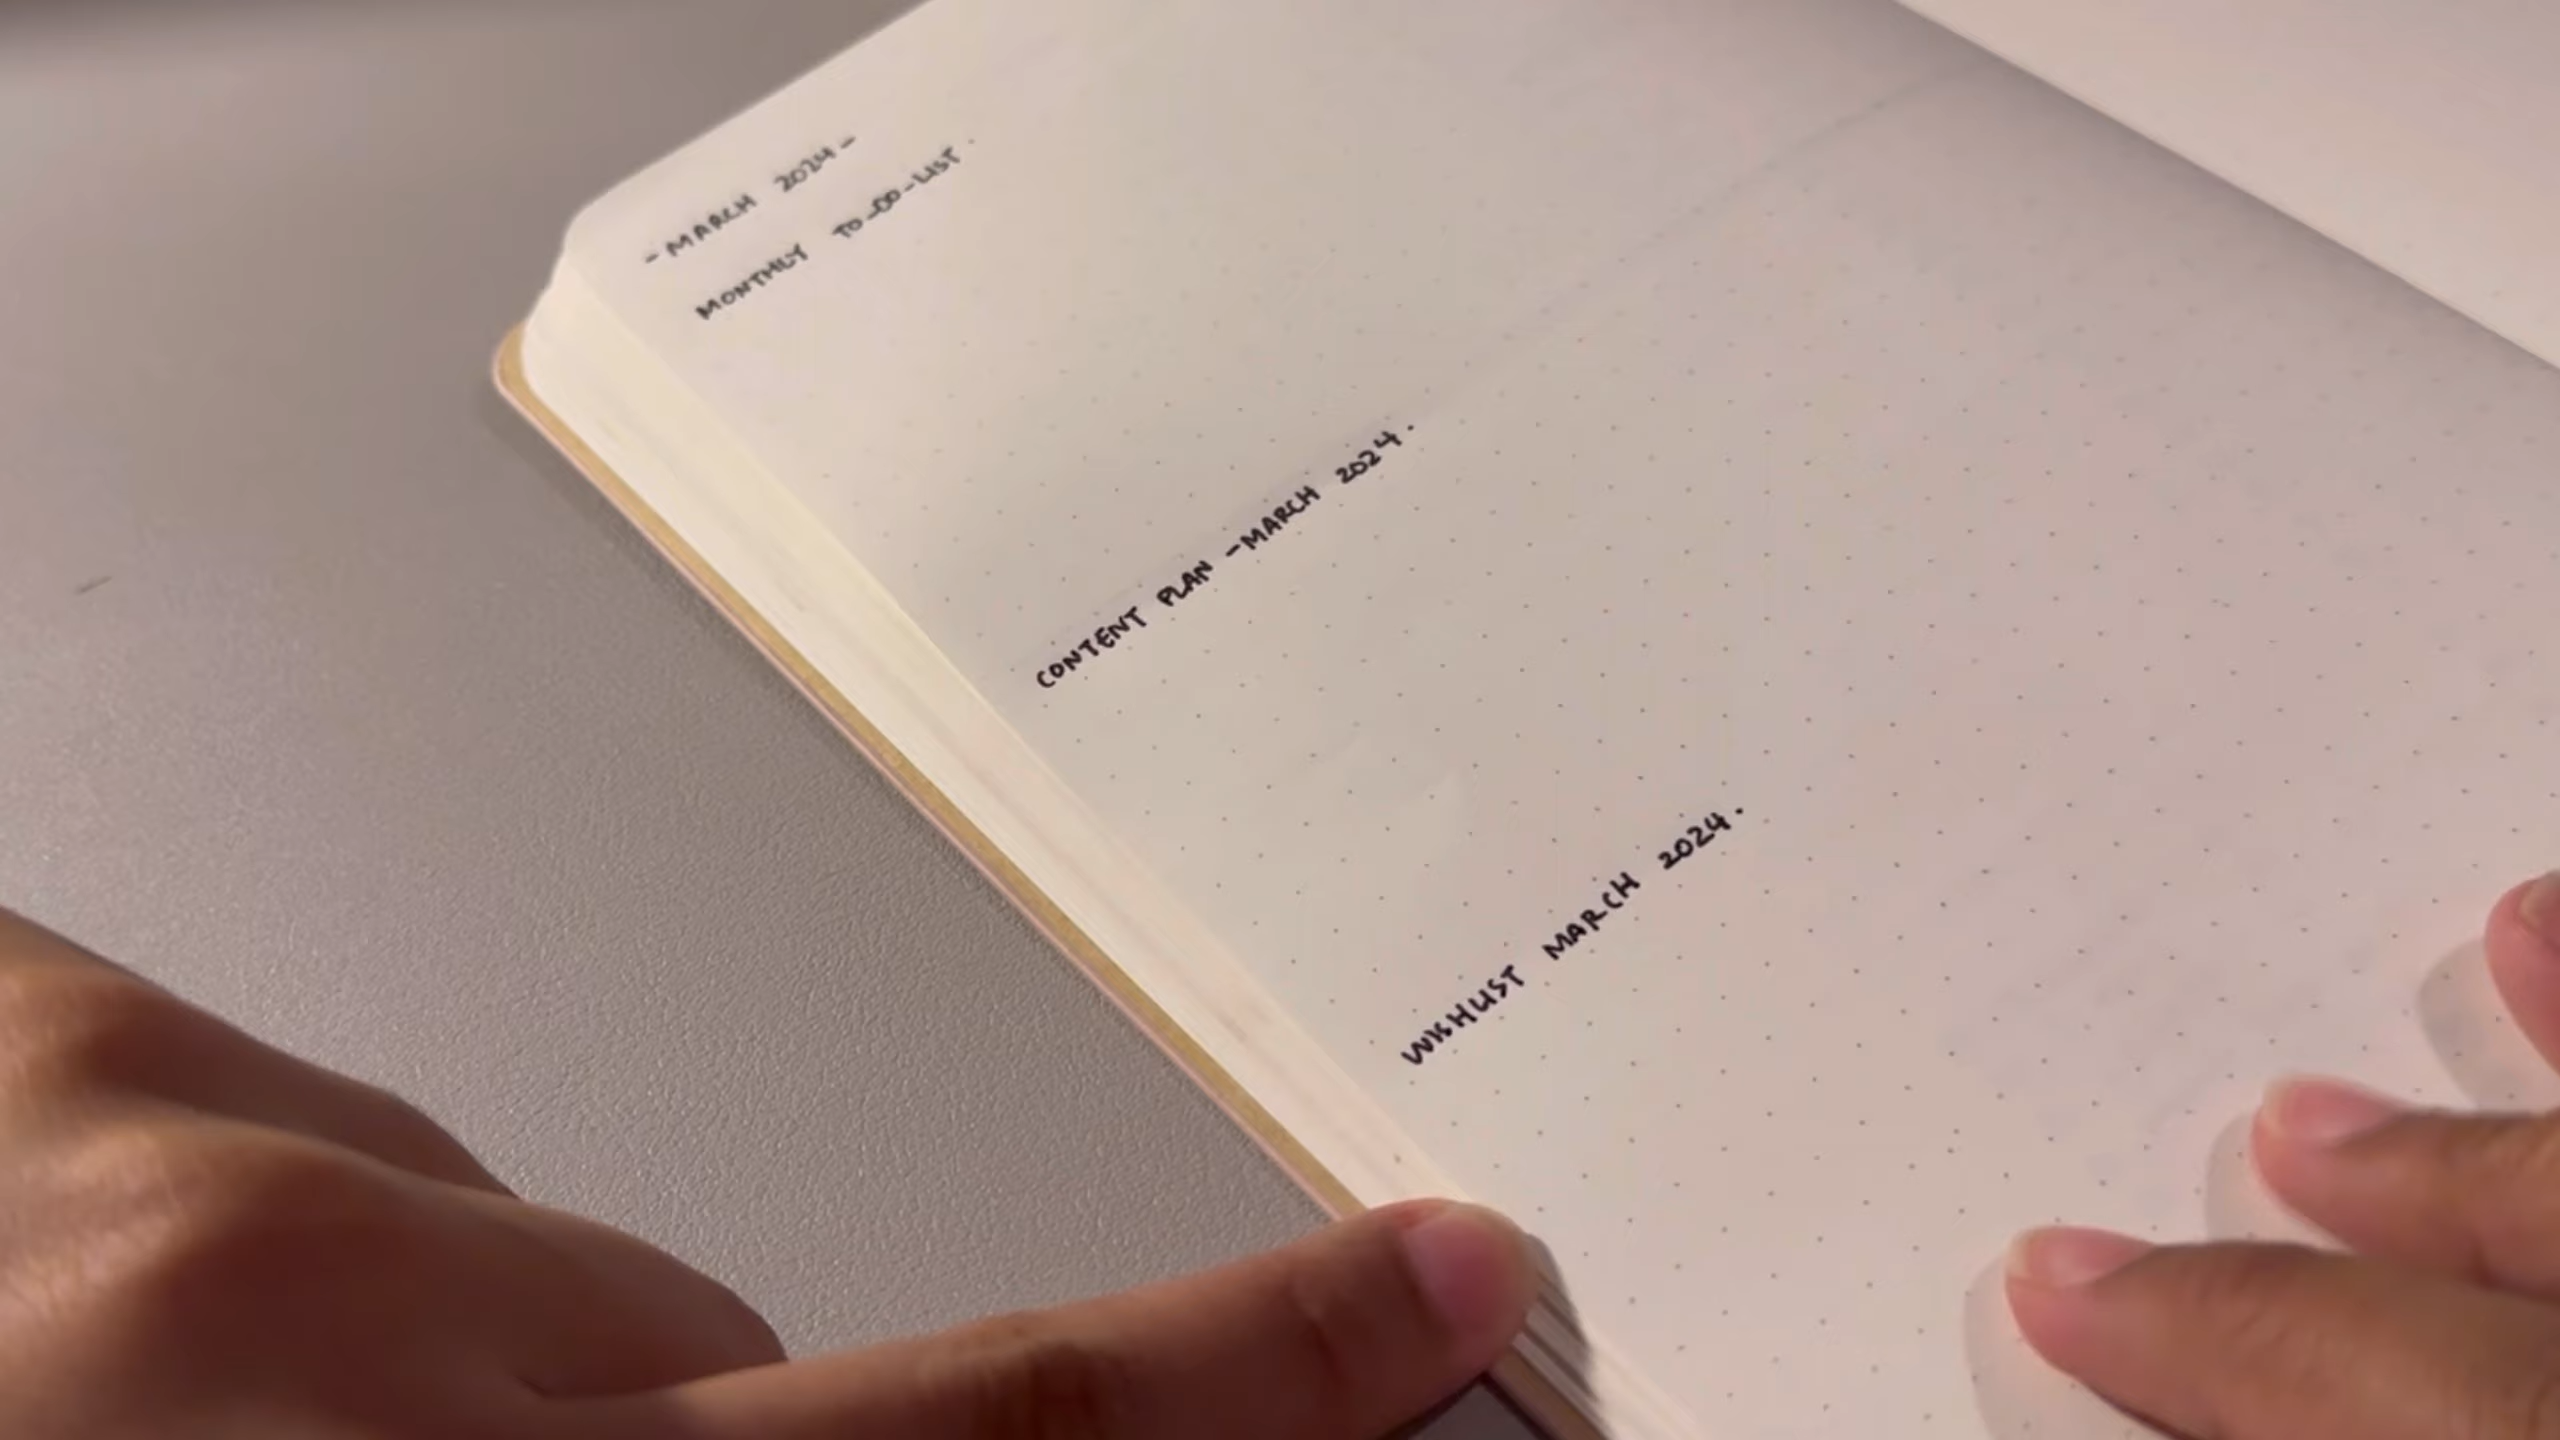 - MARCH 2024 -
MONTHLY TO-DO-LIST.
CONTENT PLAN - MARCH 2024.
WISHLIST MARCH 2024.